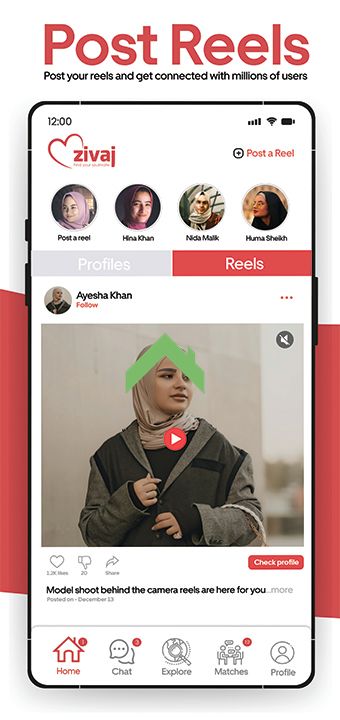 Post Reels
Post your reels and get connected with millions of users
12:00
zivaj
Find your soulmate
Post a Reel
Post a reel
Hina Khan
Nida Malik
Huma Sheikh
Profiles
Reels
Ayesha Khan
Follow
1.2K likes
20
Share
Check profile
Model shoot behind the camera reels are here for you...more
Posted on - December 13
1
3
Home
Chat
Explore
Matches
Profile